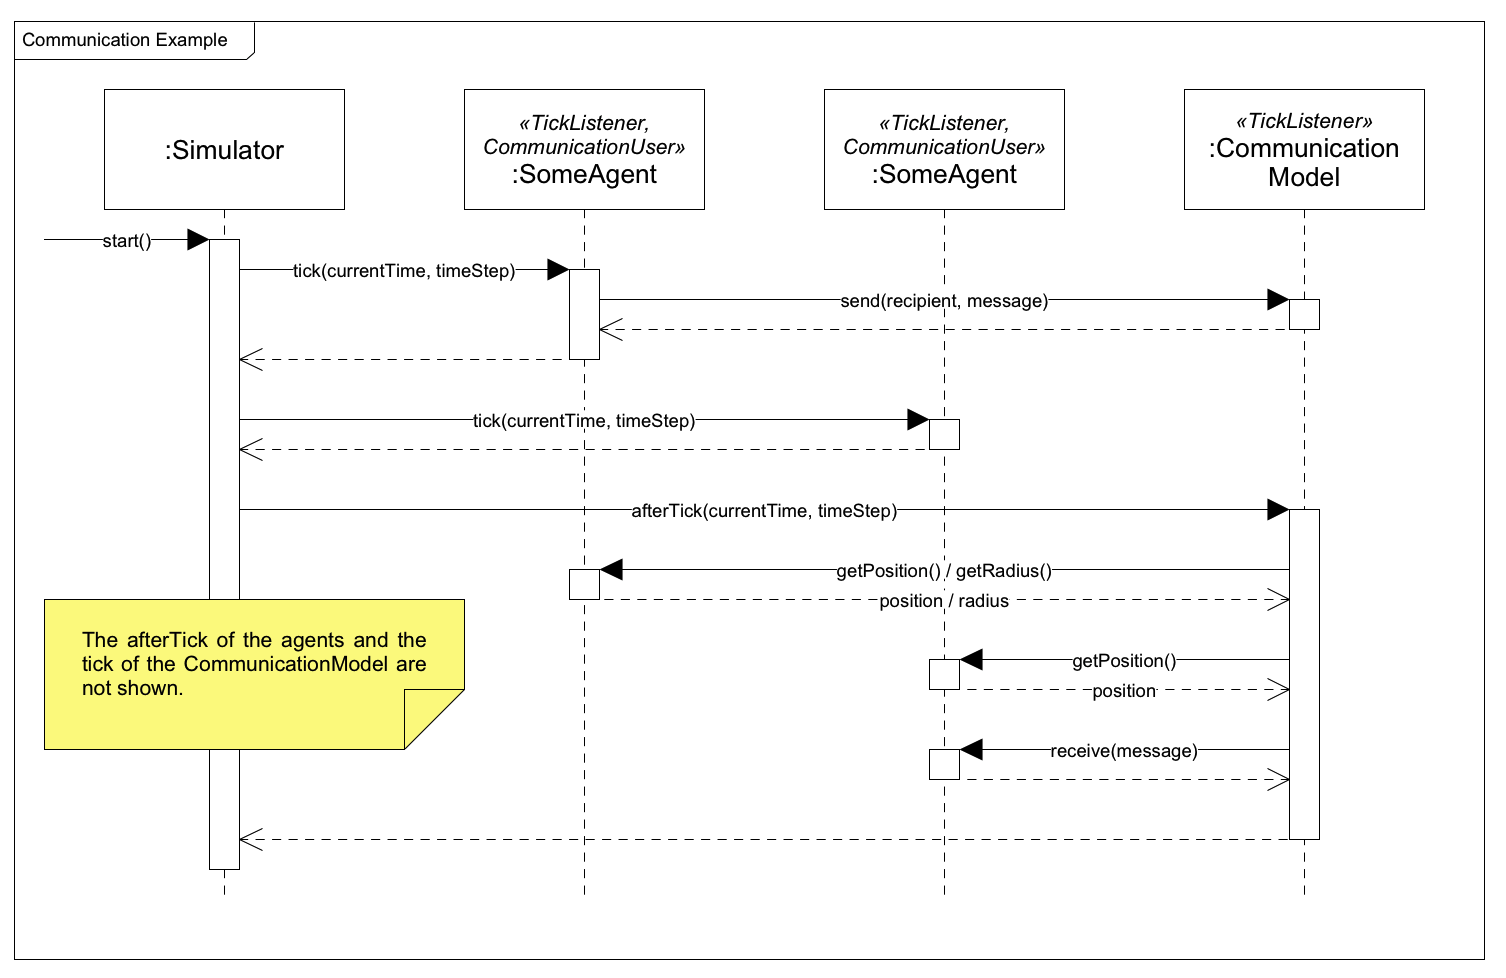 Communication Example
:Simulator
«TickListener,
CommunicationUser»
:SomeAgent
«TickListener,
CommunicationUser»
:SomeAgent
«TickListener»
:Communication
Model
start()
tick(currentTime, timeStep)
send(recipient, message)
tick(currentTime, timeStep)
afterTick(currentTime, timeStep)
getPosition() / getRadius()
position / radius
The afterTick of the agents and the
tick of the CommunicationModel are
not shown.
getPosition()
position
receive(message)